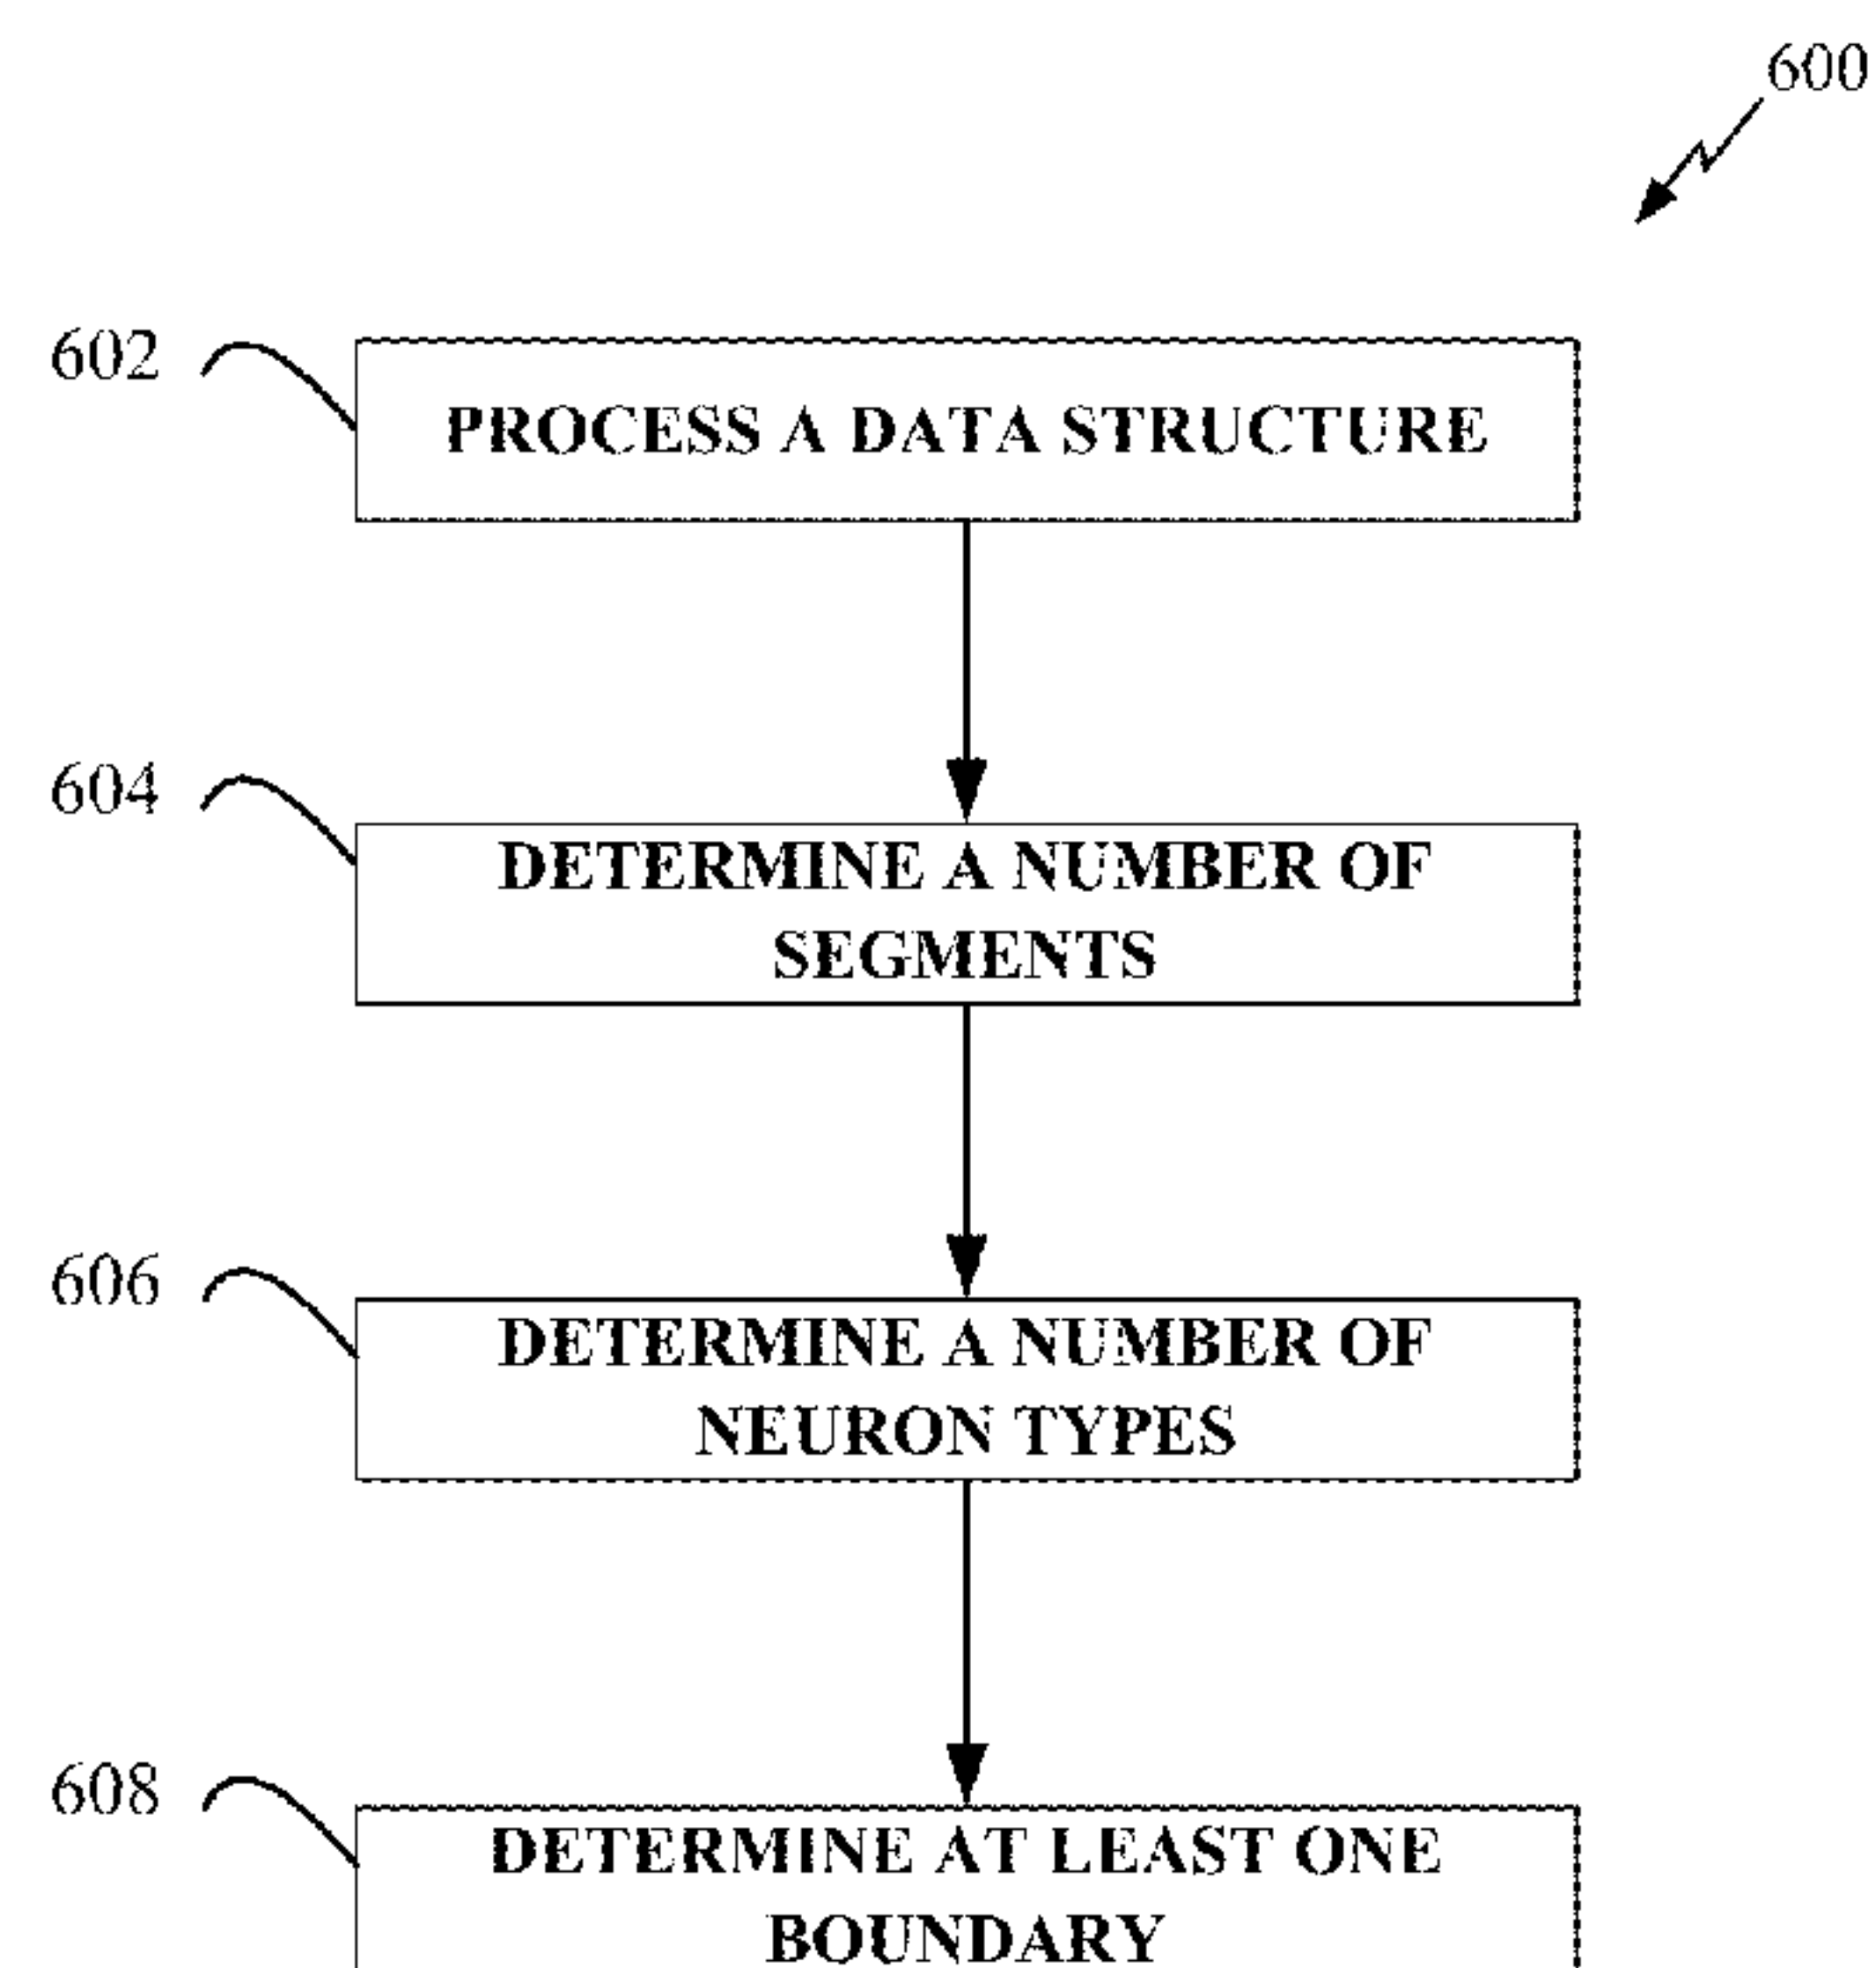 600
602
PROCESS A DATA STRUCTURE
604
DETERMINE A NUMBER OF
SEGMENTS
606
DETERMINE A NUMBER OF
NEURON TYPES
608
DETERMINE AT LEAST ONE
BOUNDARY